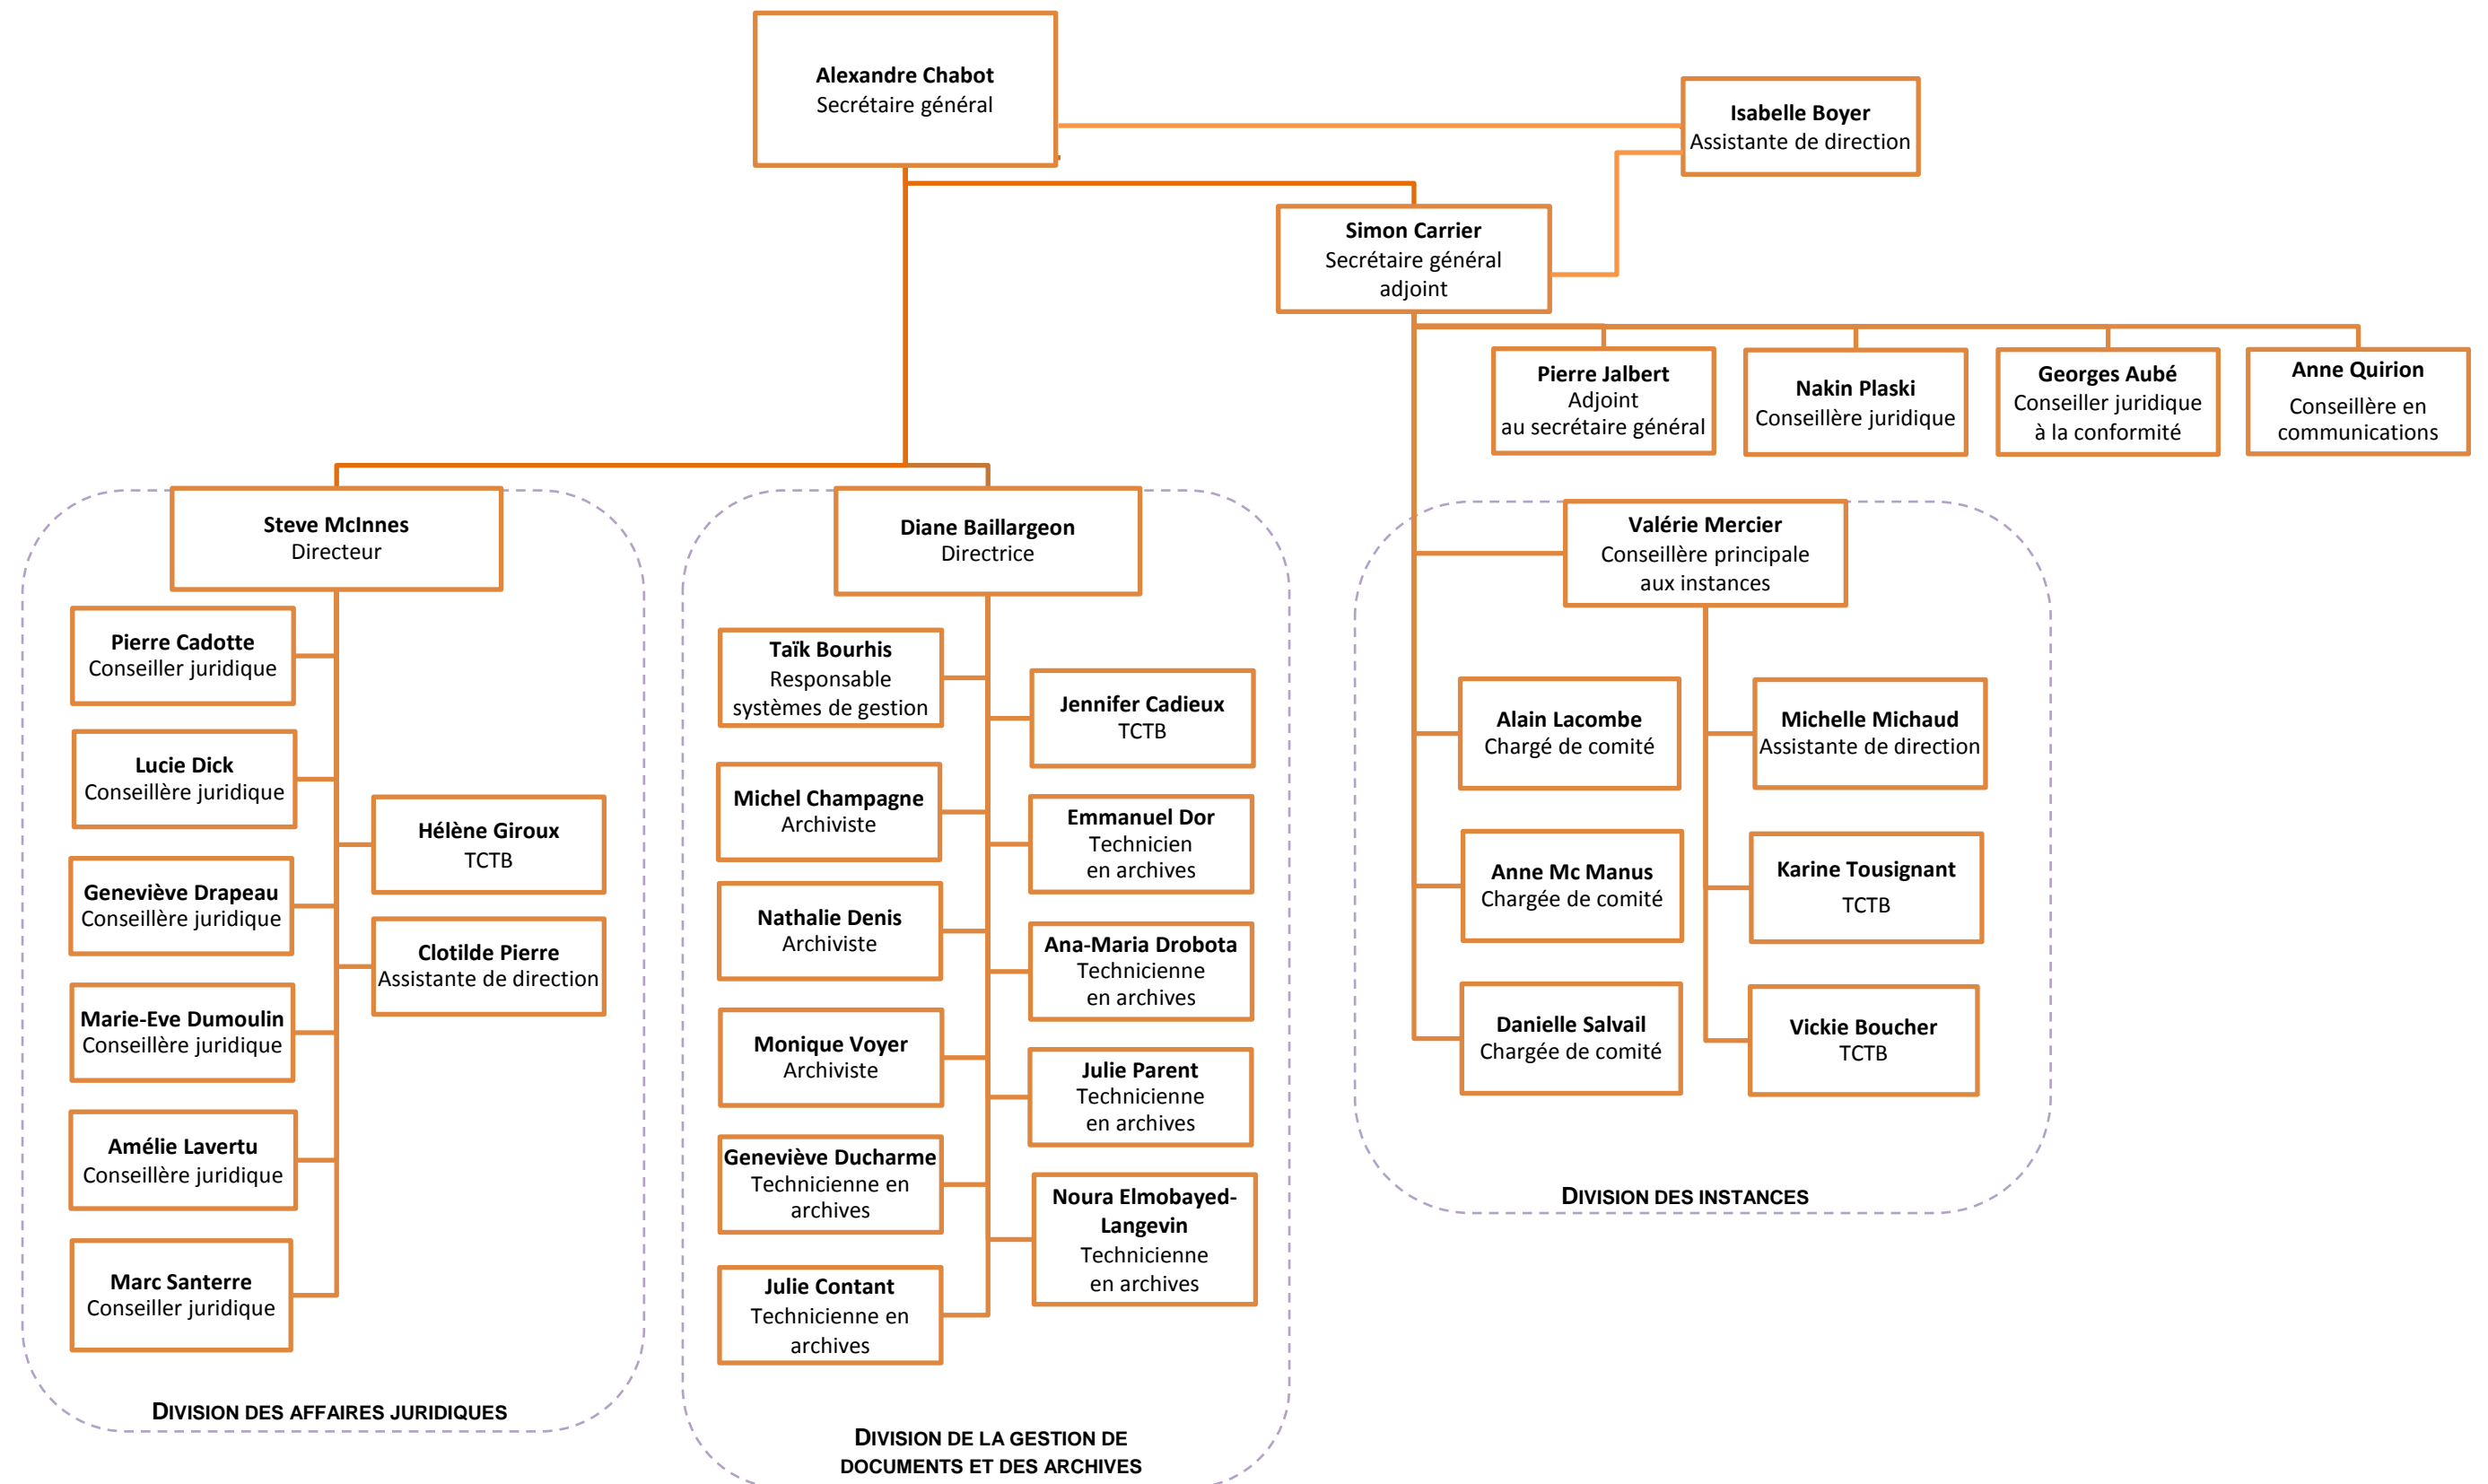 Alexandre Chabot
Secrétaire général
Isabelle Boyer
Assistante de direction
Simon Carrier
Secrétaire général
adjoint
Pierre Jalbert
Adjoint
au secrétaire général
Nakin Plaski
Conseillère juridique
Georges Aubé
Conseiller juridique
à la conformité
Anne Quirion
Conseillère en
communications
Steve McInnes
Directeur
Pierre Cadotte
Conseiller juridique
Lucie Dick
Conseillère juridique
Geneviève Drapeau
Conseillère juridique
Marie-Eve Dumoulin
Conseillère juridique
Amélie Lavertu
Conseillère juridique
Marc Santerre
Conseiller juridique
Hélène Giroux
TCTB
Clotilde Pierre
Assistante de direction
DIVISION DES AFFAIRES JURIDIQUES
Diane Baillargeon
Directrice
Taïk Bourhis
Responsable
systèmes de gestion
Michel Champagne
Archiviste
Nathalie Denis
Archiviste
Monique Voyer
Archiviste
Geneviève Ducharme
Technicienne en
archives
Julie Contant
Technicienne en
archives
Jennifer Cadieux
TCTB
Emmanuel Dor
Technicien
en archives
Ana-Maria Drobota
Technicienne
en archives
Julie Parent
Technicienne
en archives
Noura Elmobayed-
Langevin
Technicienne
en archives
DIVISION DE LA GESTION DE
DOCUMENTS ET DES ARCHIVES
Valérie Mercier
Conseillère principale
aux instances
Alain Lacombe
Chargé de comité
Anne Mc Manus
Chargée de comité
Danielle Salvail
Chargée de comité
Michelle Michaud
Assistante de direction
Karine Tousignant
TCTB
Vickie Boucher
TCTB
DIVISION DES INSTANCES